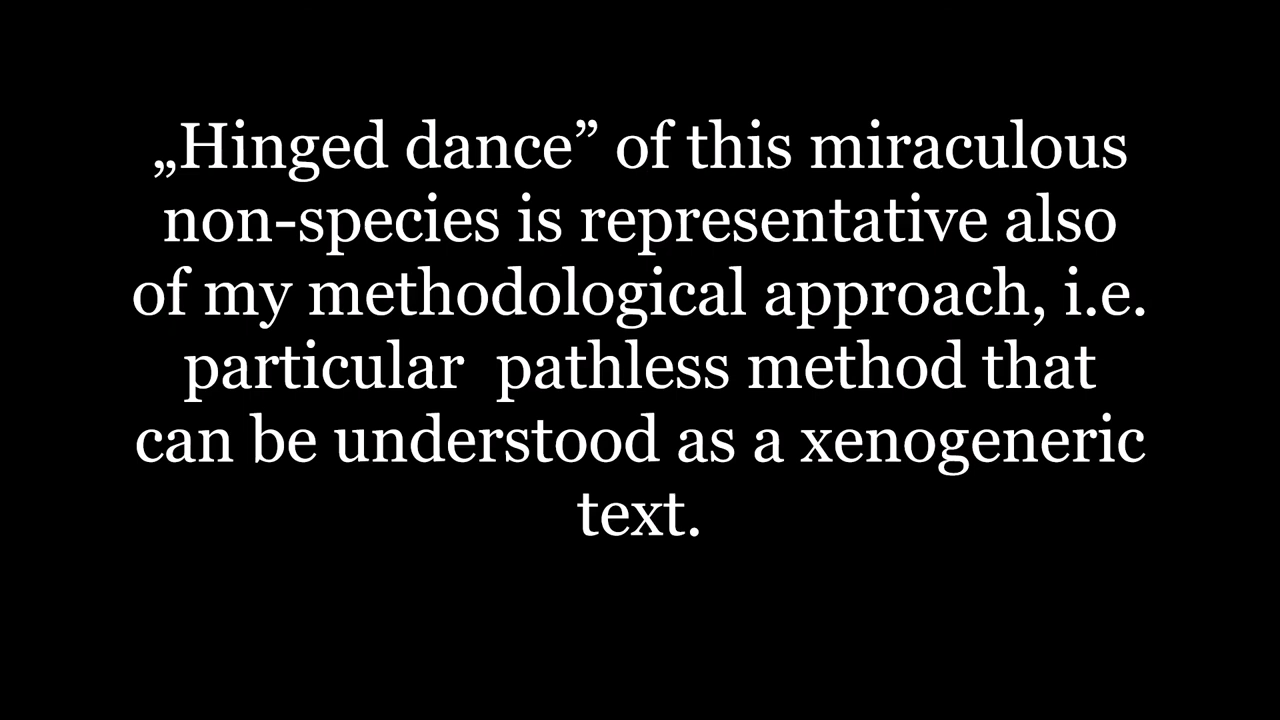 „Hinged dance” of this miraculous
non-species is representative also
of my methodological approach, i.e.
particular  pathless method that
can be understood as a xenogeneric
text.